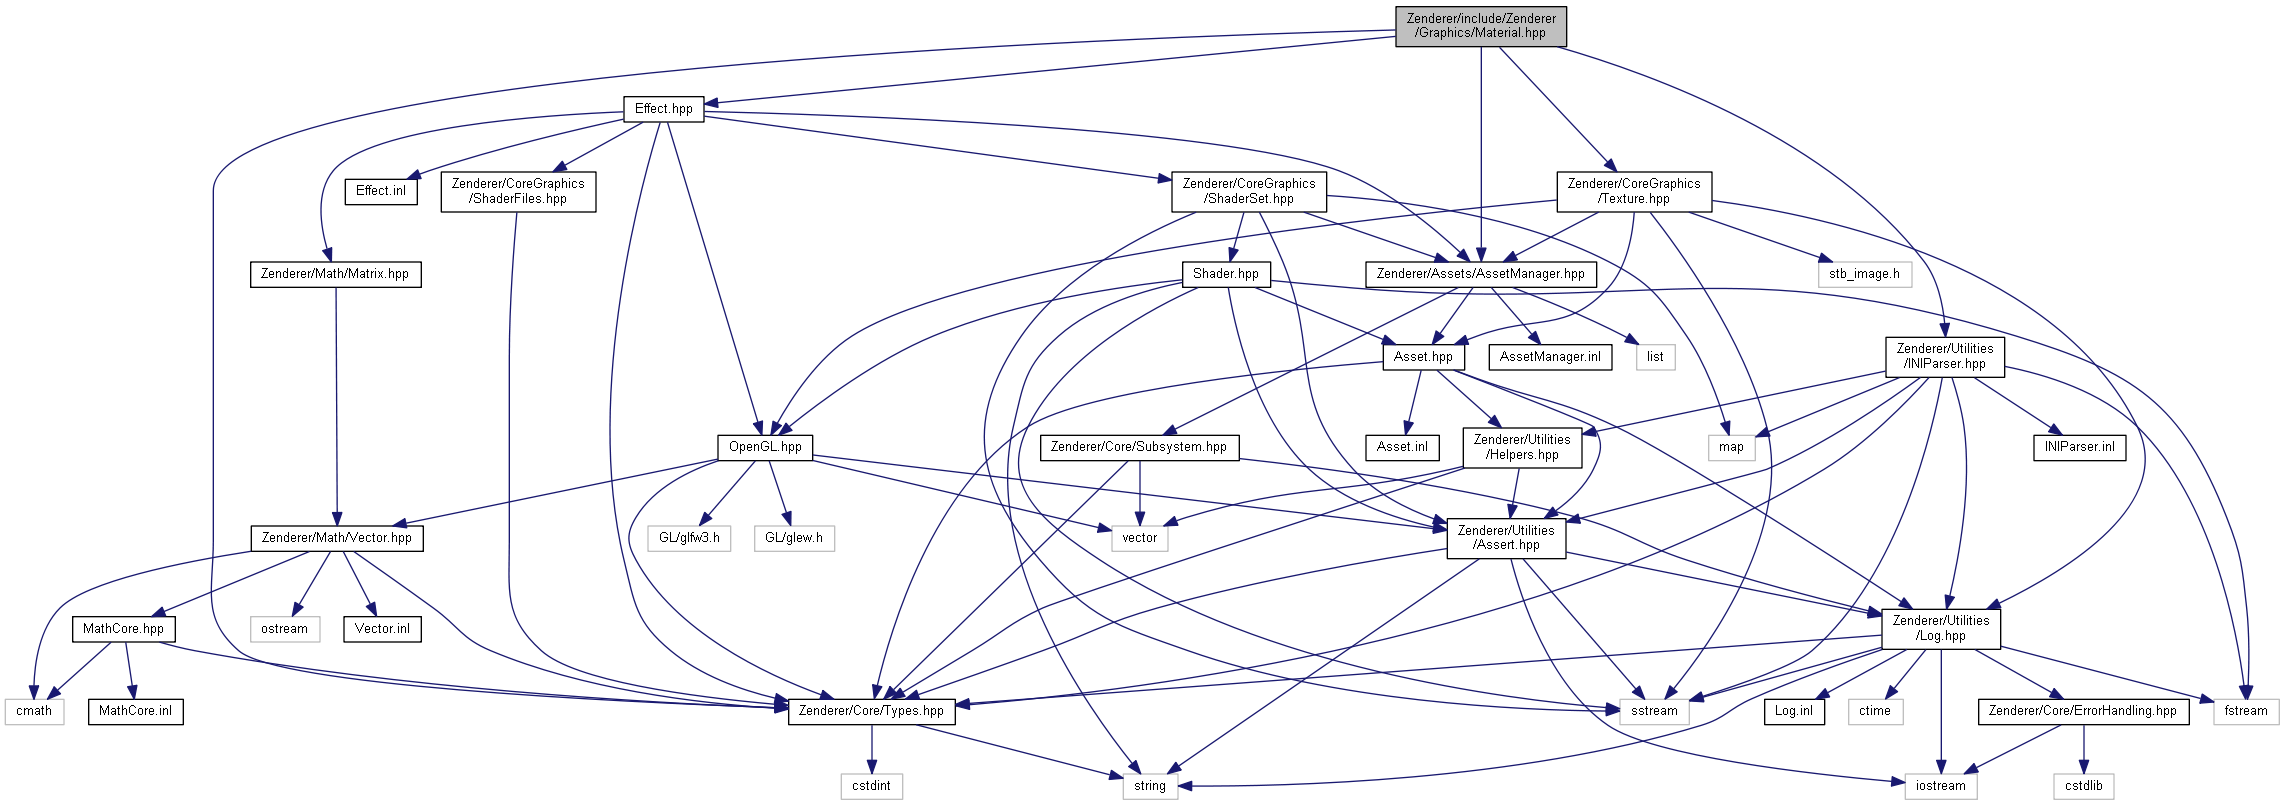 Zenderer/include/Zenderer
/Graphics/Material.hpp
Effect.hpp
Effect.inl
Zenderer/CoreGraphics
/ShaderFiles.hpp
Zenderer/CoreGraphics
/ShaderSet.hpp
Zenderer/CoreGraphics
/Texture.hpp
Zenderer/Math/Matrix.hpp
Shader.hpp
Zenderer/Assets/AssetManager.hpp
stb_image.h
Asset.hpp
AssetManager.inl
list
Zenderer/Utilities
/INIParser.hpp
OpenGL.hpp
Zenderer/Core/Subsystem.hpp
Asset.inl
Zenderer/Utilities
/Helpers.hpp
map
INIParser.inl
Zenderer/Math/Vector.hpp
GL/glfw3.h
GL/glew.h
vector
Zenderer/Utilities
/Assert.hpp
MathCore.hpp
ostream
Vector.inl
Zenderer/Utilities
/Log.hpp
cmath
MathCore.inl
Zenderer/Core/Types.hpp
sstream
Log.inl
ctime
Zenderer/Core/ErrorHandling.hpp
fstream
cstdint
string
iostream
cstdlib